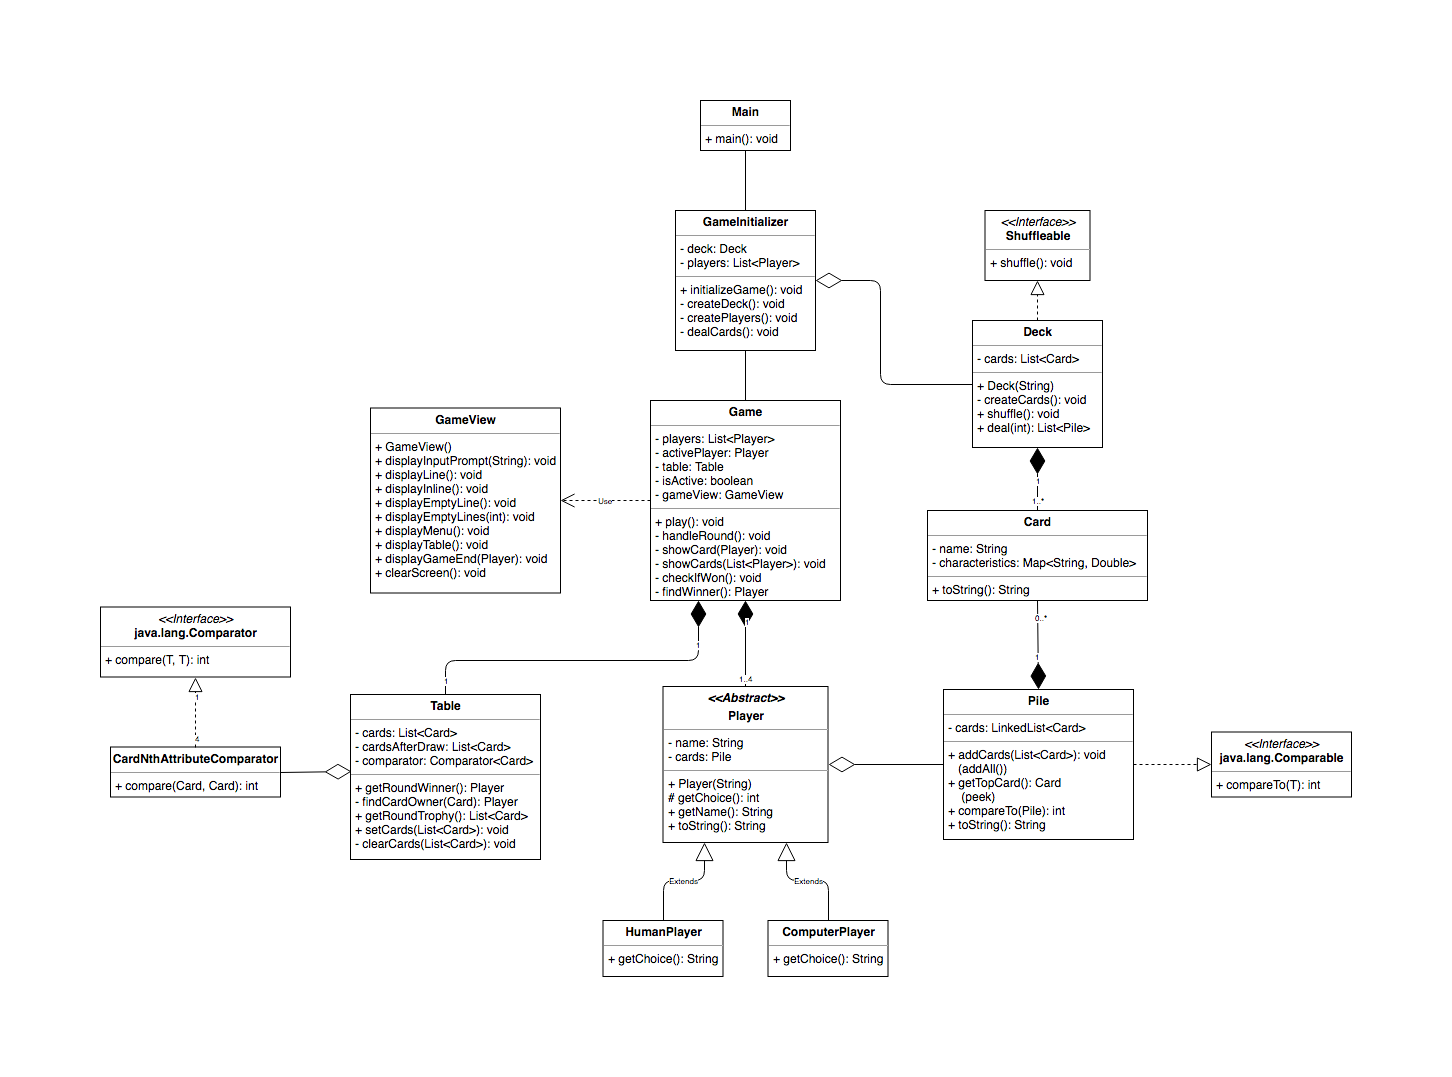 Main
+ main(): void
GameInitializer
- deck: Deck
- players: List<Player>
+ initializeGame(): void
- createDeck(): void
- createPlayers(): void
- dealCards(): void
<<Interface>>
Shuffleable
+ shuffle(): void
Deck
- cards: List<Card>
+ Deck(String)
- createCards(): void
+ shuffle(): void
+ deal(int): List<Pile>
1
1..*
GameView
+ GameView()
+ displayInputPrompt(String): void
+ displayLine(): void
+ displayInline(): void
+ displayEmptyLine(): void
+ displayEmptyLines(int): void
+ displayMenu(): void
+ displayTable(): void
+ displayGameEnd(Player): void
+ clearScreen(): void
Use
Game
- players: List<Player>
- activePlayer: Player
- table: Table
- isActive: boolean
- gameView: GameView
+ play(): void
- handleRound(): void
- showCard(Player): void
- showCards(List<Player>): void
- checkIfWon(): void
- findWinner(): Player
1
1
1
1..4
Card
- name: String
- characteristics: Map<String, Double>
+ toString(): String
0..*
1
<<Interface>>
java.lang.Comparator
+ compare(T, T): int
1
4
CardNthAttributeComparator
+ compare(Card, Card): int
Table
- cards: List<Card>
- cardsAfterDraw: List<Card>
- comparator: Comparator<Card>
+ getRoundWinner(): Player
- findCardOwner(Card): Player
+ getRoundTrophy(): List<Card>
+ setCards(List<Card>): void
- clearCards(List<Card>): void
<<Abstract>>
Player
- name: String
- cards: Pile
+ Player(String)
# getChoice(): int
+ getName(): String
+ toString(): String
Pile
- cards: LinkedList<Card>
+ addCards(List<Card>): void
(addAll())
+ getTopCard(): Card
(peek)
+ compareTo(Pile): int
+ toString(): String
<<Interface>>
java.lang.Comparable
+ compareTo(T): int
Extends
Extends
HumanPlayer
+ getChoice(): String
ComputerPlayer
+ getChoice(): String